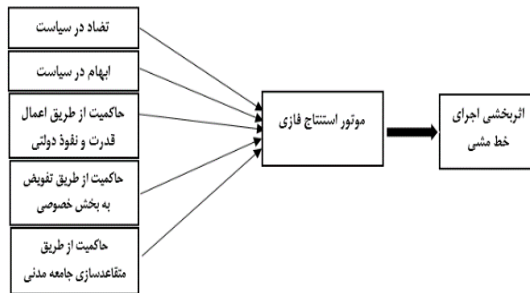 تضاد در سیاست
ابهام در سیاست
حاکمیت از طریق اعمال
قدرت و نفوذ دولتی
حاکمیت از طریق تفویض
به بخش خصوصی
حاکمیت از طریق
متقاعدسازی جامعه مدنی
موتور استنتاج فازی
اثربخشی اجرای
خط مشی